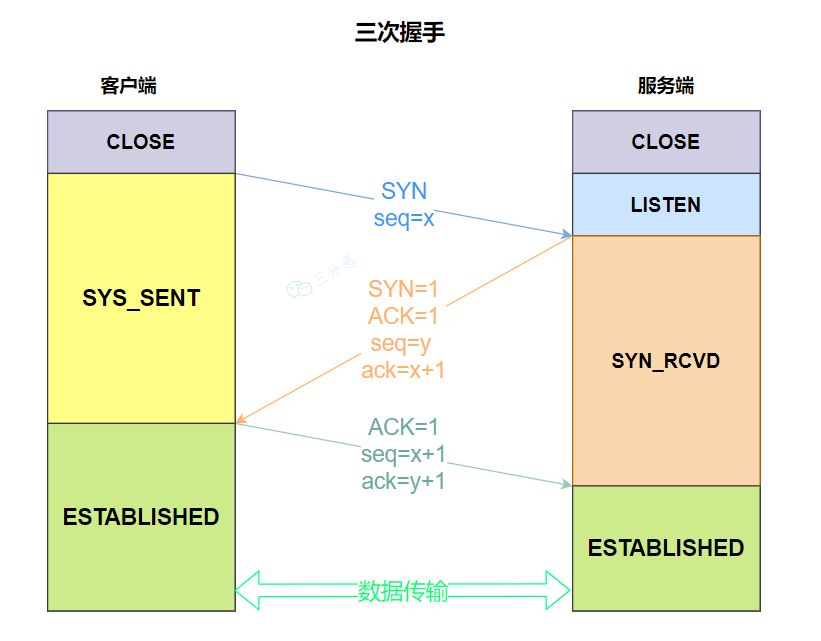 三次握手
客户端
服务端
CLOSE
CLOSE
SYN
seq=x
LISTEN
SYS_SENT
三分恶
SYN=1
ACK=1
seq=y
ack=x+1
SYN_RCVD
ACK=1
seq=x+1
ack=y+1
ESTABLISHED
ESTABLISHED
数据传输